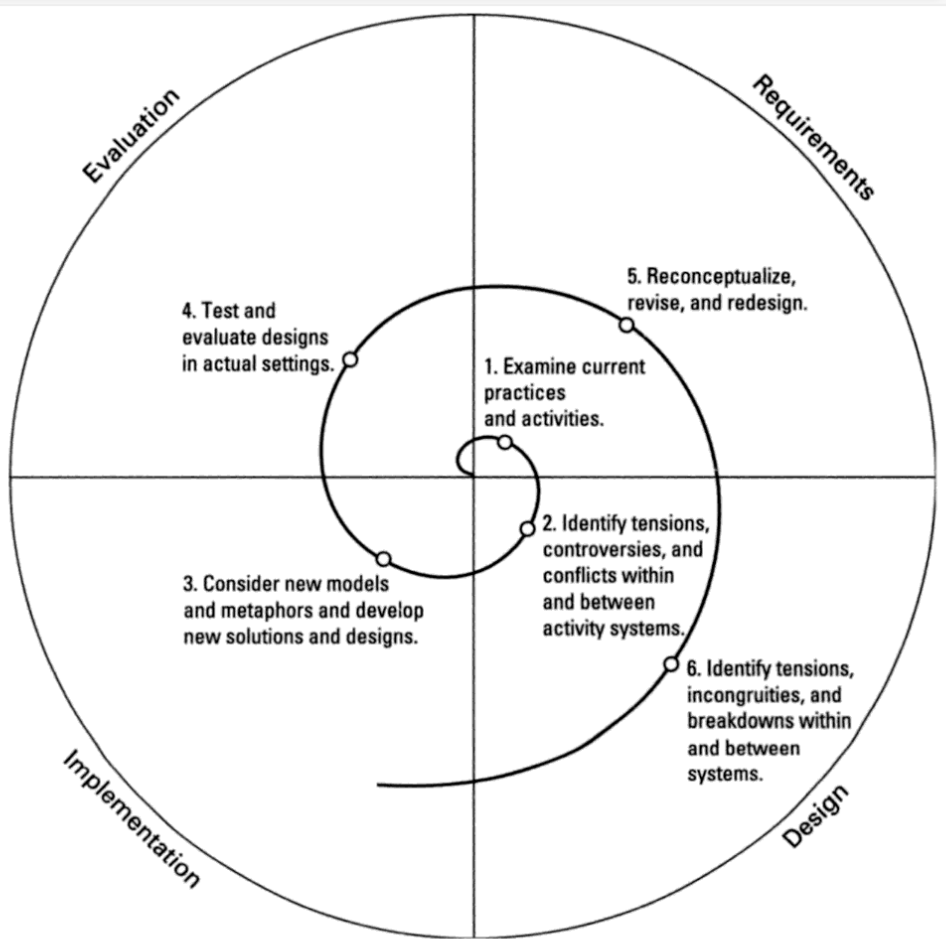 Evaluation
Requirements
5. Reconceptualize,
revise, and redesign.
4. Test and
evaluate designs
in actual settings.
1. Examine current
practices
and activities.
2. Identify tensions,
controversies, and
conflicts within
and between
activity systems.
3. Consider new models
and metaphors and develop
new solutions and designs.
6. Identify tensions,
incongruities, and
breakdowns within
and between
systems.
Implementation
Design